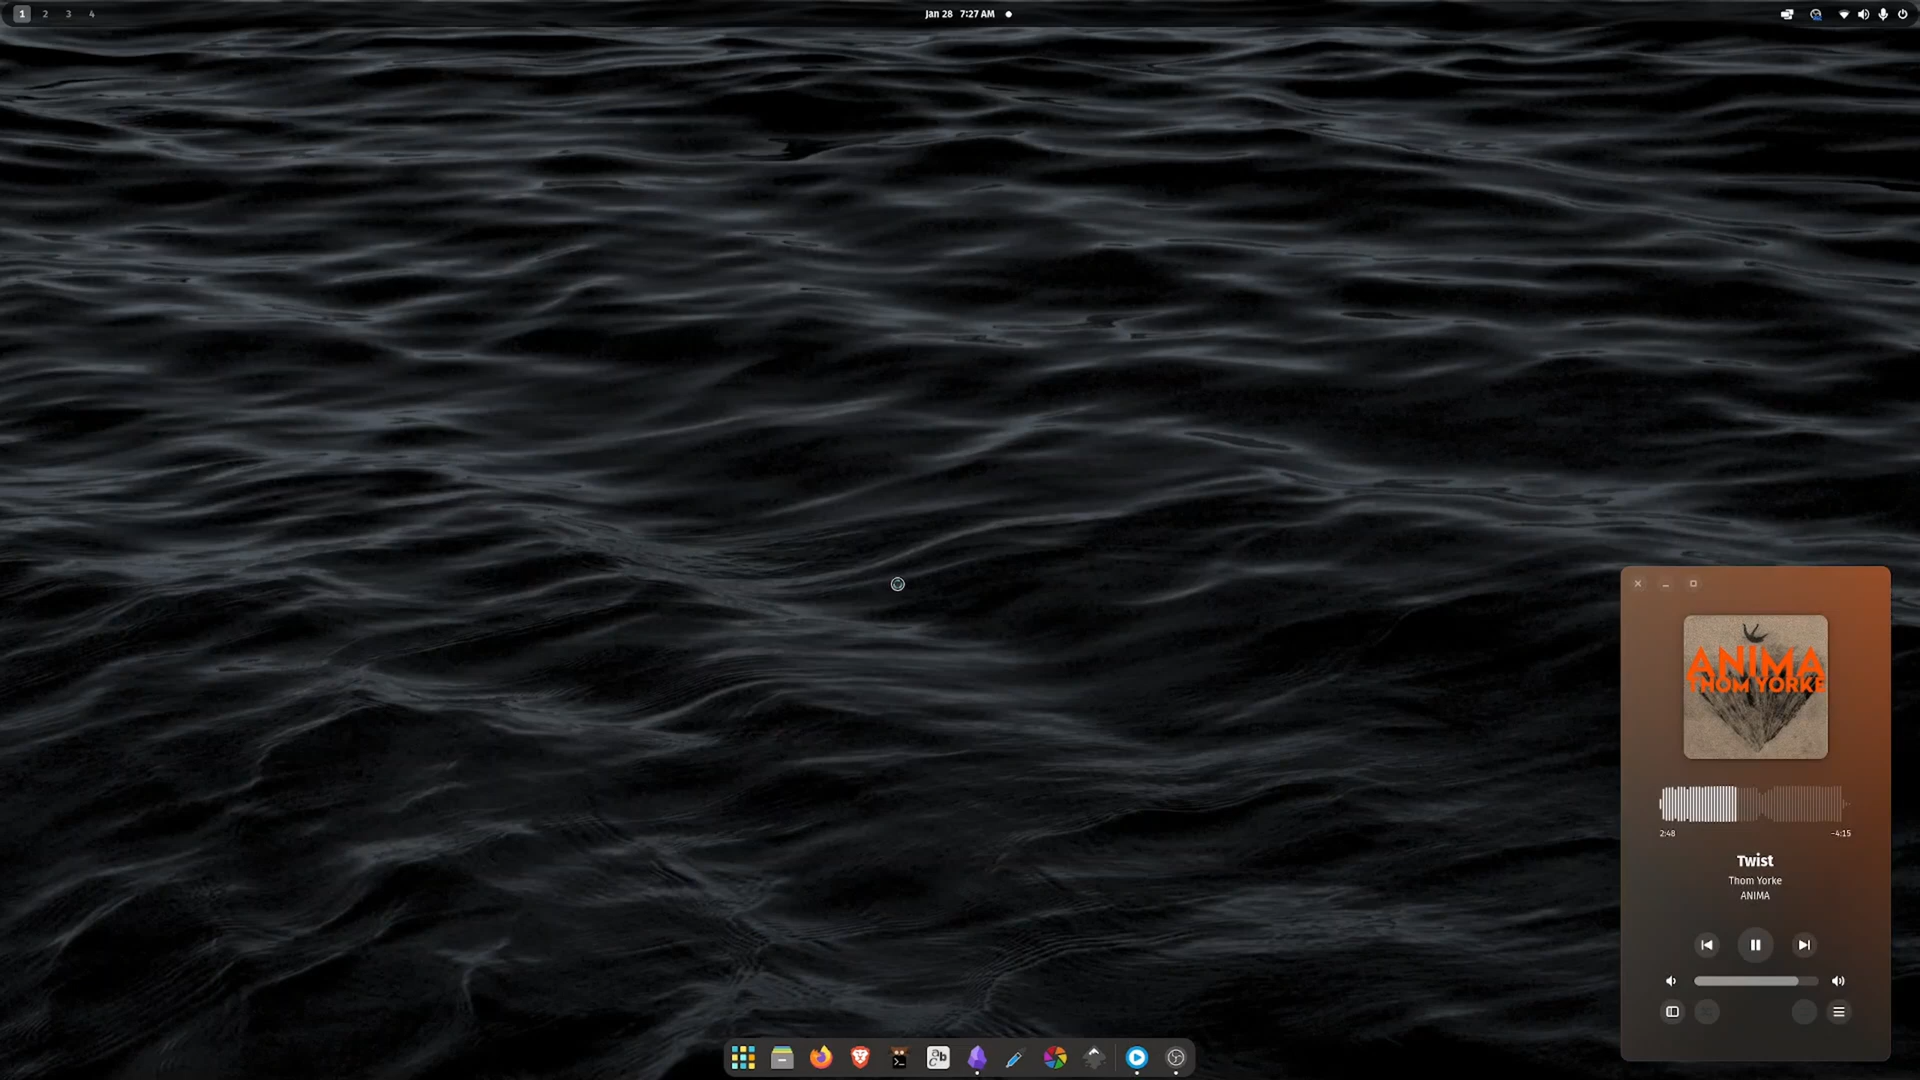 1 2 3 4
Jan 28 7:27 AM
ANIMA
THOM YORKE
2:48 -4:15
Twist
Thom Yorke
ANIMA
ab
c